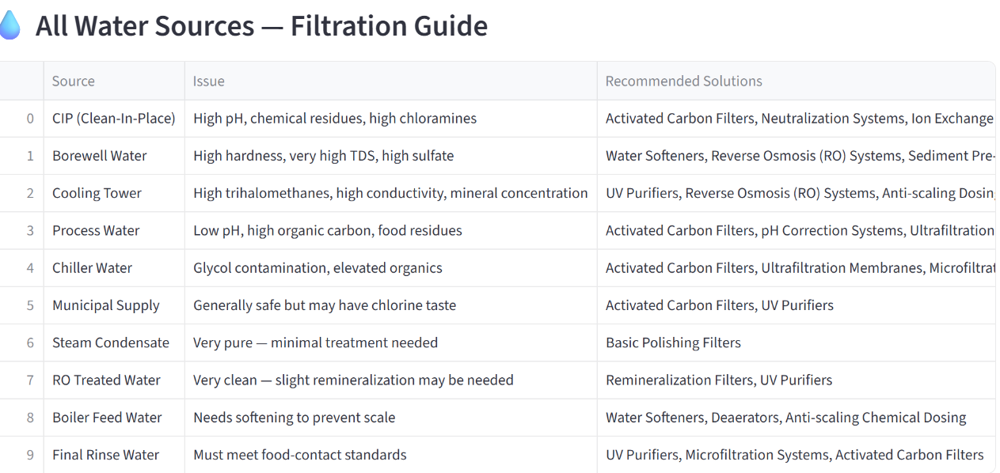 All Water Sources — Filtration Guide
Source Issue Recommended Solutions
0 CIP (Clean-In-Place) High pH, chemical residues, high chloramines Activated Carbon Filters, Neutralization Systems, Ion Exchange
1 Borewell Water High hardness, very high TDS, high sulfate Water Softeners, Reverse Osmosis (RO) Systems, Sediment Pre-
2 Cooling Tower High trihalomethanes, high conductivity, mineral concentration UV Purifiers, Reverse Osmosis (RO) Systems, Anti-scaling
3 Process Water Low pH, high organic carbon, food residues Activated Carbon Filters, pH Correction Systems, Ultrafiltration
4 Chiller Water Glycol contamination, elevated organics Activated Carbon Filters, Ultrafiltration Membranes,
5 Municipal Supply Generally safe but may have chlorine taste Activated Carbon Filters, UV Purifiers
6 Steam Condensate Very pure — minimal treatment needed Basic Polishing Filters
7 RO Treated Water Very clean — slight remineralization may be needed Remineralization Filters, UV Purifiers
8 Boiler Feed Water Needs softening to prevent scale Water Softeners, Deaerators, Anti-scaling Chemical Dosing
9 Final Rinse Water Must meet food-contact standards UV Purifiers, Microfiltration Systems, Activated Carbon Filters